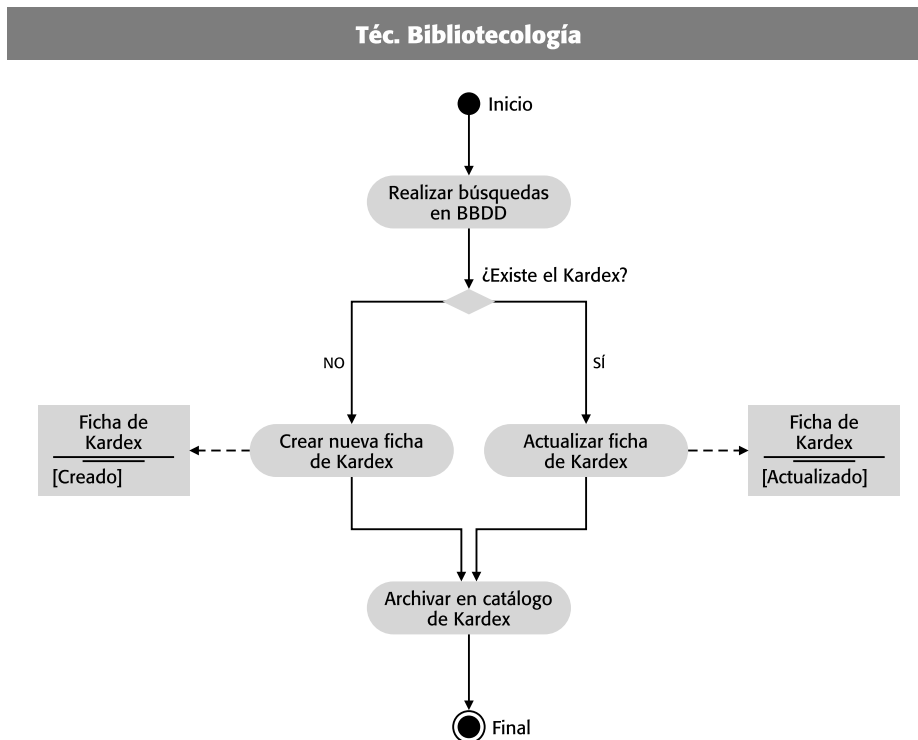 Téc. Bibliotecología
Inicio
Realizar búsquedas
en BBDD
¿Existe el Kardex?
NO
SÍ
Ficha de
Kardex
[Creado]
Crear nueva ficha
de Kardex
Actualizar ficha
de Kardex
Ficha de
Kardex
[Actualizado]
Archivar en catálogo
de Kardex
Final